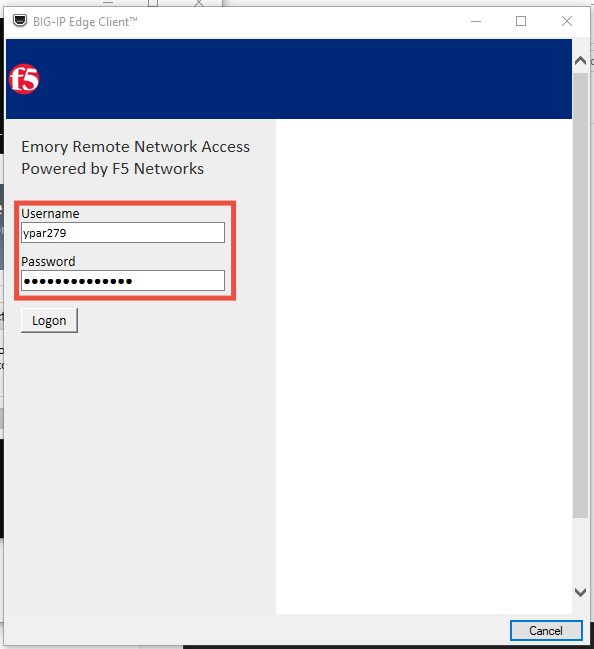 BIG-IP Edge Client™
f5
Emory Remote Network Access
Powered by F5 Networks
Username
ypar279
Password
Logon
Cancel